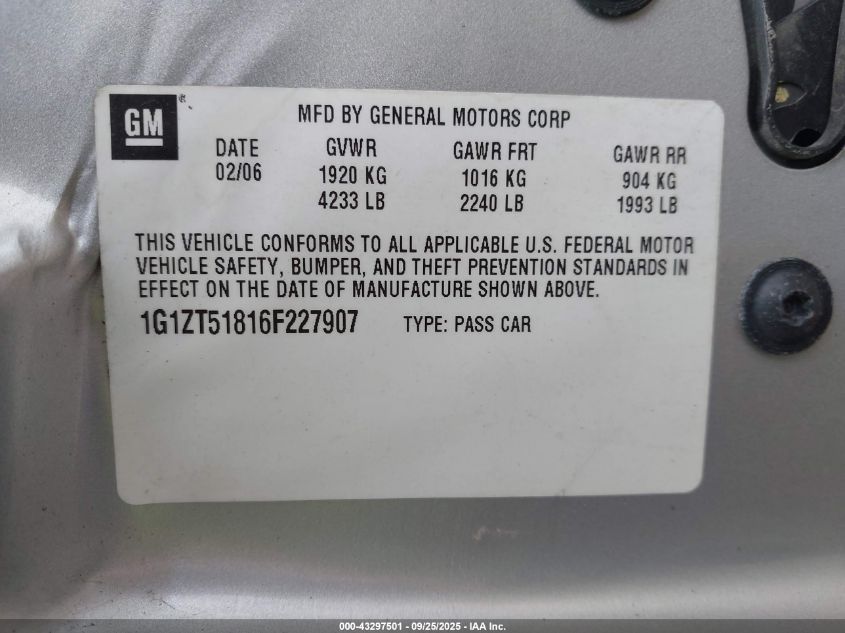 GM®
MFD BY GENERAL MOTORS CORP
DATE GVWR GAWR FRT GAWR RR
02/06 1920 KG 1016 KG 904 KG
4233 LB 2240 LB 1993 LB
THIS VEHICLE CONFORMS TO ALL APPLICABLE U.S. FEDERAL MOTOR
VEHICLE SAFETY, BUMPER, AND THEFT PREVENTION STANDARDS IN
EFFECT ON THE DATE OF MANUFACTURE SHOWN ABOVE.
1G1ZT51816F227907 TYPE: PASS CAR
000-43297501 - 09/25/2025 - IAA Inc.